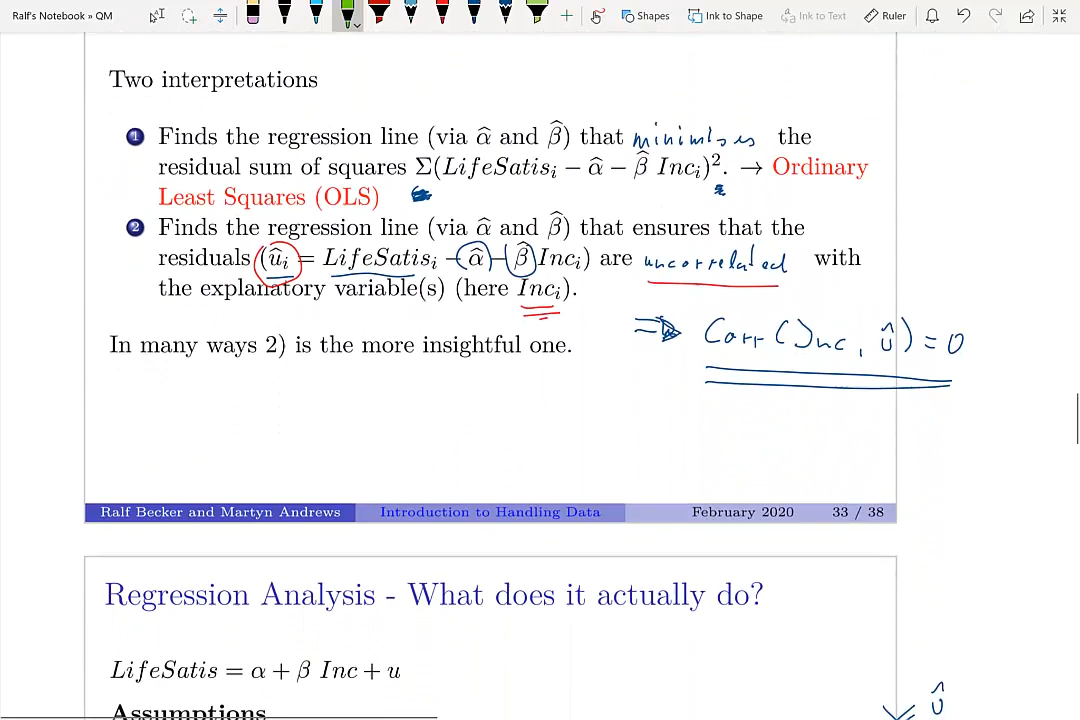 Ralf's Notebook » QM
Shapes
Ink to Shape
Ink to Text
Ruler
Two interpretations
1 Finds the regression line (via α̂ and β̂) that minimises the
residual sum of squares Σ(LifeSatisᵢ − α̂ − β̂ Incᵢ)². → Ordinary
Least Squares (OLS)
2 Finds the regression line (via α̂ and β̂) that ensures that the
residuals (ûᵢ = LifeSatisᵢ − α̂ − β̂ Incᵢ) are uncorrelated with
the explanatory variable(s) (here Incᵢ).
⇒ Corr(Inc, û) = 0
In many ways 2) is the more insightful one.
Ralf Becker and Martyn Andrews Introduction to Handling Data February 2020 33 / 38
Regression Analysis - What does it actually do?
LifeSatis = α + β Inc + u
û
Assumptions